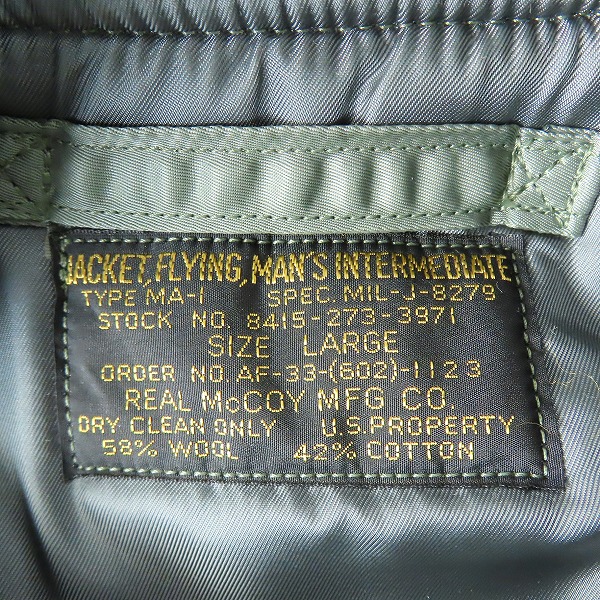 JACKET, FLYING, MAN'S INTERMEDIATE
TYPE MA-1 SPEC. MIL-J-8279
STOCK NO. 8415-273-3971
SIZE LARGE
ORDER NO. AF-33-(602)-1123
REAL McCOY MFG CO.
DRY CLEAN ONLY U.S. PROPERTY
58% WOOL 42% COTTON